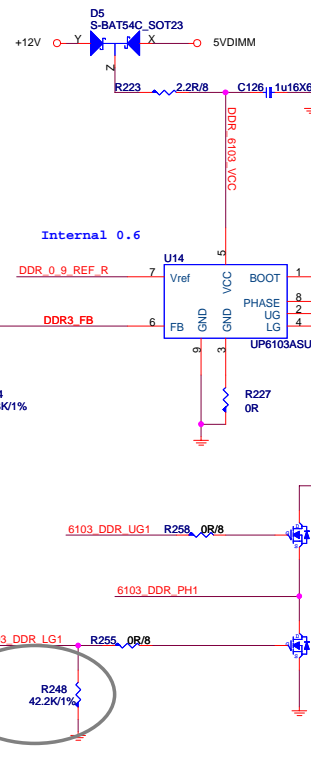 D5
S-BAT54C_SOT23
+12V
Y
X
5VDIMM
Z
R223
2.2R/8
C126
1u16X6
DDR_6103_VCC
Internal 0.6
U14
5
DDR_0_9_REF_R
7
Vref
VCC
BOOT
1
PHASE
8
UG
2
DDR3_FB
6
FB
GND
GND
LG
4
UP6103ASU
9
3
K/1%
R227
0R
6103_DDR_UG1
R258
0R/8
6103_DDR_PH1
3_DDR_LG1
R255
0R/8
R248
42.2K/1%